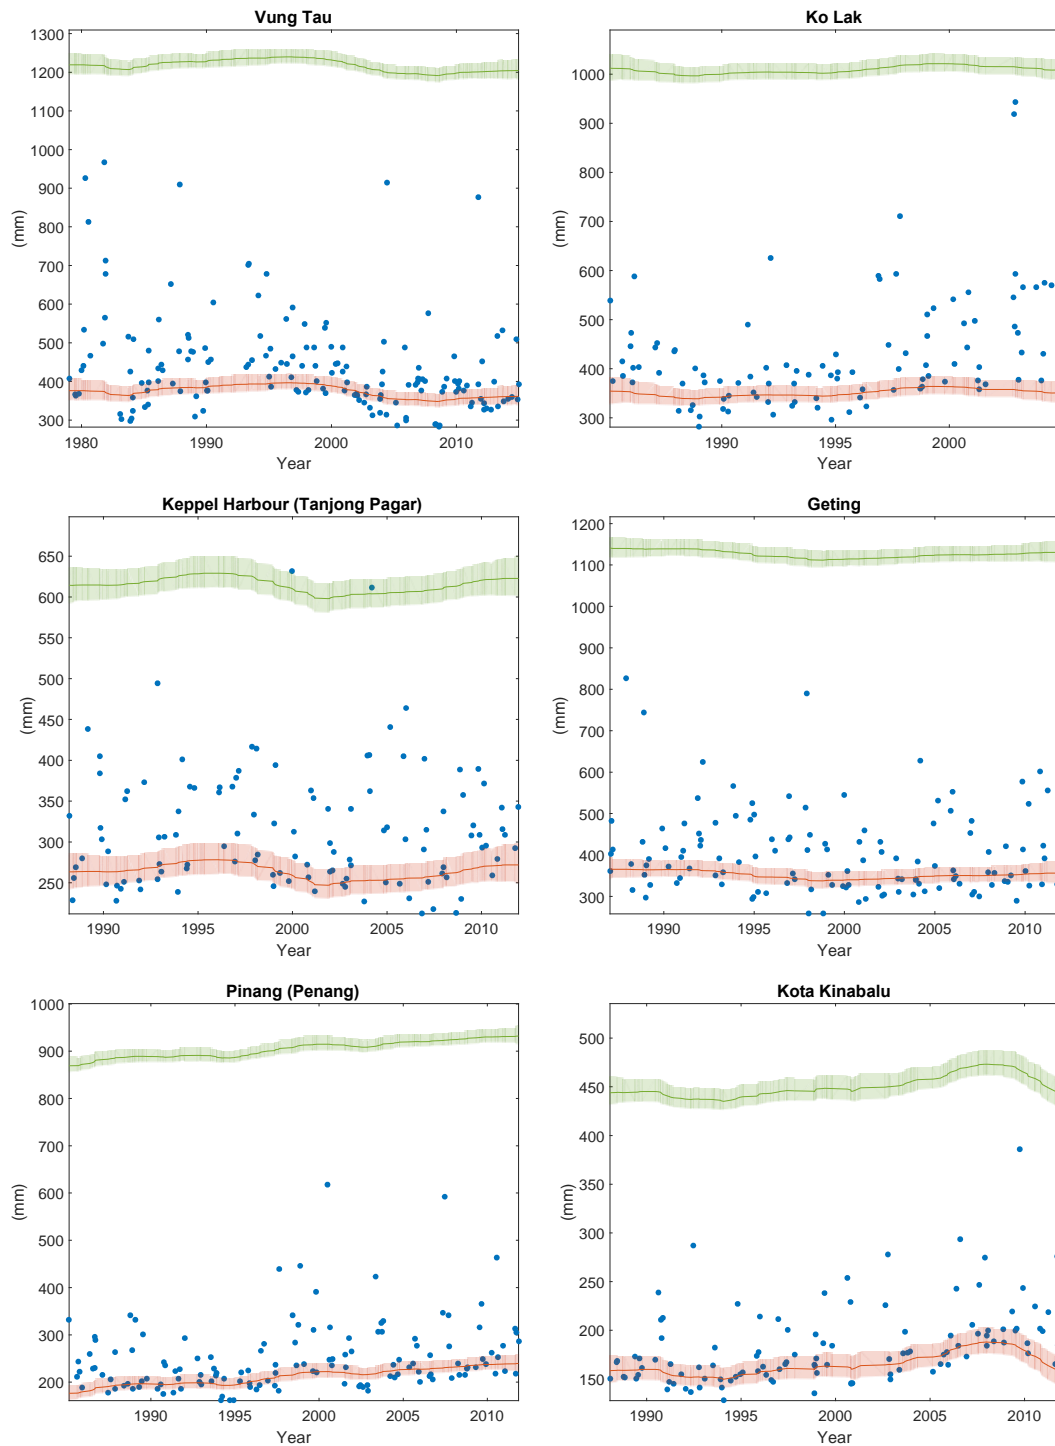 Vung Tau
1300
1200
1100
1000
900
800
700
600
500
400
300
(mm)
1980 1990 2000 2010
Year
Ko Lak
1000
900
800
700
600
500
400
300
(mm)
1990 1995 2000
Year
Keppel Harbour (Tanjong Pagar)
650
600
550
500
450
400
350
300
250
(mm)
1990 1995 2000 2005 2010
Year
Geting
1200
1100
1000
900
800
700
600
500
400
300
(mm)
1990 1995 2000 2005 2010
Year
Pinang (Penang)
1000
900
800
700
600
500
400
300
200
(mm)
1990 1995 2000 2005 2010
Year
Kota Kinabalu
500
450
400
350
300
250
200
150
(mm)
1990 1995 2000 2005 2010
Year